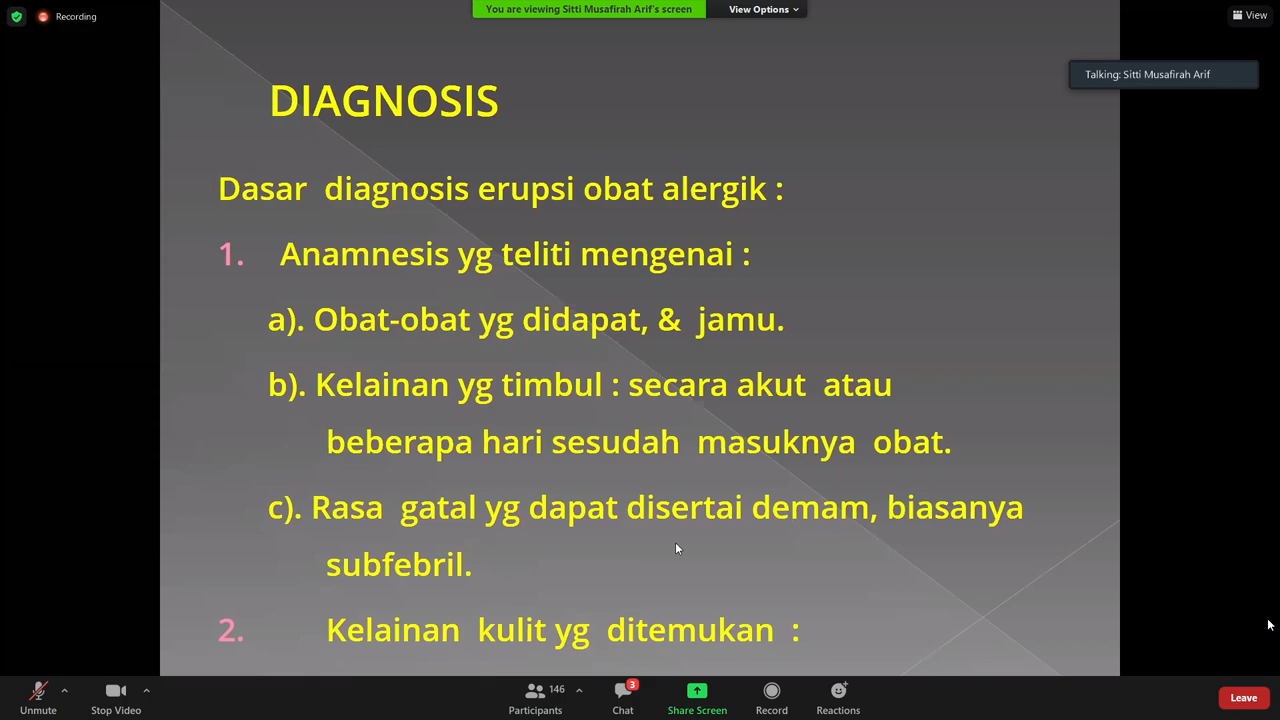 Recording
You are viewing Sitti Musafirah Arif's screen
View Options
View
Talking: Sitti Musafirah Arif
DIAGNOSIS
Dasar diagnosis erupsi obat alergik :
1. Anamnesis yg teliti mengenai :
a). Obat-obat yg didapat, & jamu.
b). Kelainan yg timbul : secara akut atau
beberapa hari sesudah masuknya obat.
c). Rasa gatal yg dapat disertai demam, biasanya
subfebril.
2. Kelainan kulit yg ditemukan :
Unmute
Stop Video
146
Participants
3
Chat
Share Screen
Record
Reactions
Leave